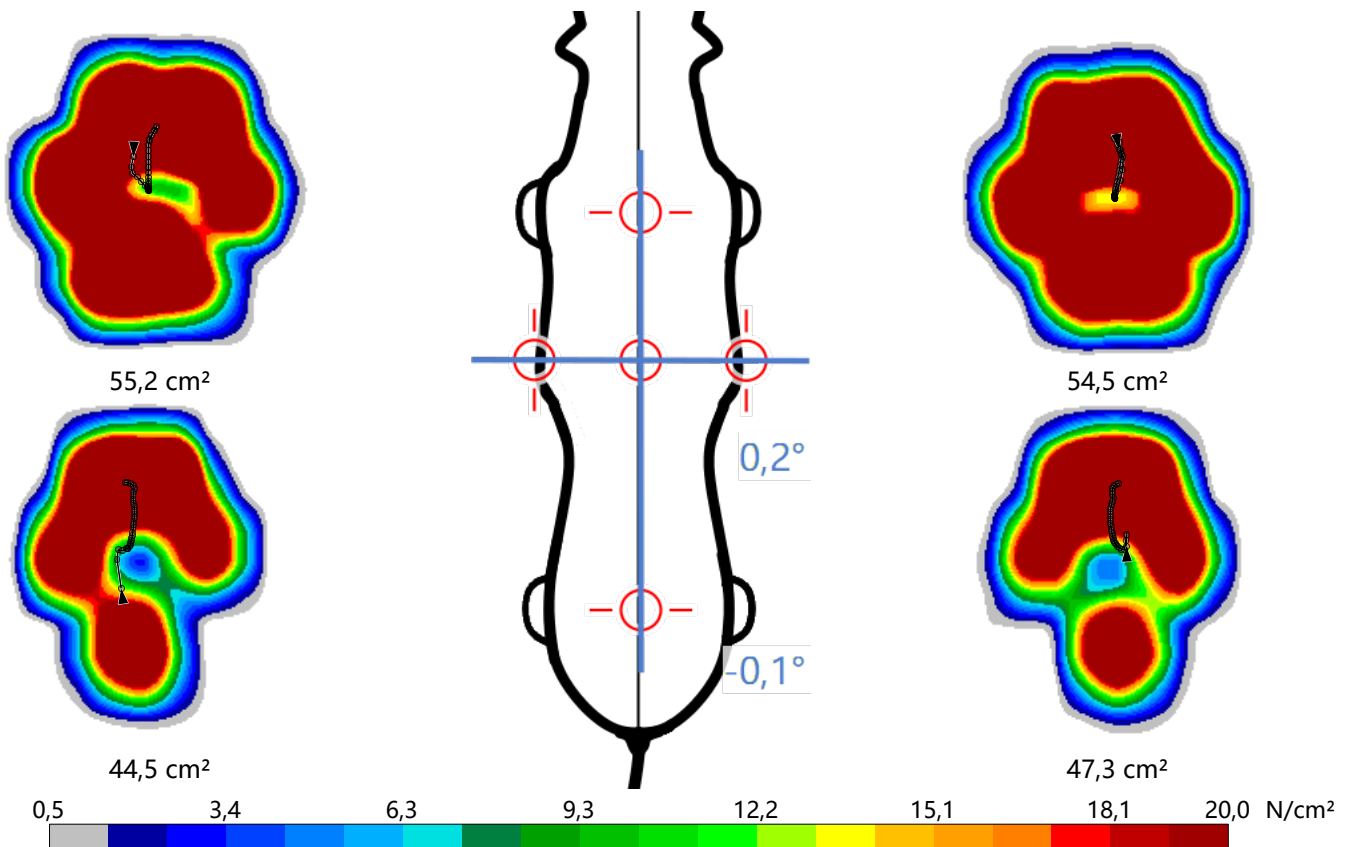 55,2 cm²
54,5 cm²
0,2°
-0,1°
44,5 cm²
47,3 cm²
0,5 3,4 6,3 9,3 12,2 15,1 18,1 20,0 N/cm²